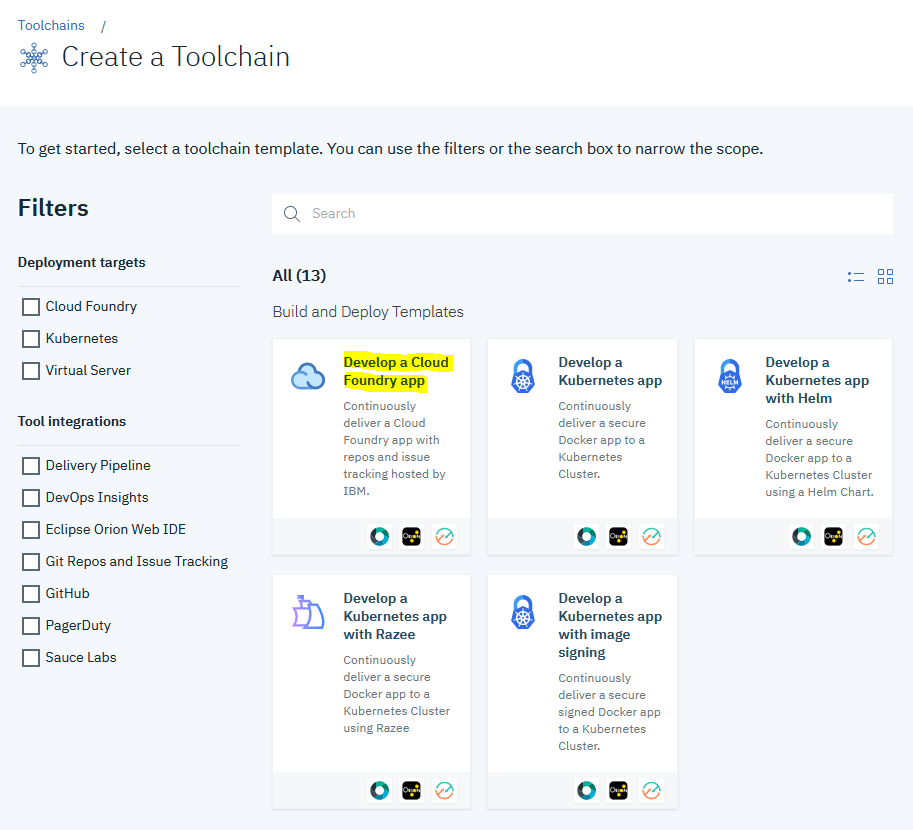 Toolchains /
Create a Toolchain
To get started, select a toolchain template. You can use the filters or the search box to narrow the scope.
Filters
Deployment targets
Cloud Foundry
Kubernetes
Virtual Server
Tool integrations
Delivery Pipeline
DevOps Insights
Eclipse Orion Web IDE
Git Repos and Issue Tracking
GitHub
PagerDuty
Sauce Labs
Search
All (13)
Build and Deploy Templates
Develop a Cloud
Foundry app
Continuously
deliver a Cloud
Foundry app with
repos and issue
tracking hosted by
IBM.
ORION
Develop a
Kubernetes app
Continuously
deliver a secure
Docker app to a
Kubernetes
Cluster.
ORION
HELM
Develop a
Kubernetes app
with Helm
Continuously
deliver a secure
Docker app to a
Kubernetes Cluster
using a Helm Chart.
ORION
Develop a
Kubernetes app
with Razee
Continuously
deliver a secure
Docker app to a
Kubernetes Cluster
using Razee
ORION
Develop a
Kubernetes app
with image
signing
Continuously
deliver a secure
signed Docker app
to a Kubernetes
Cluster.
ORION